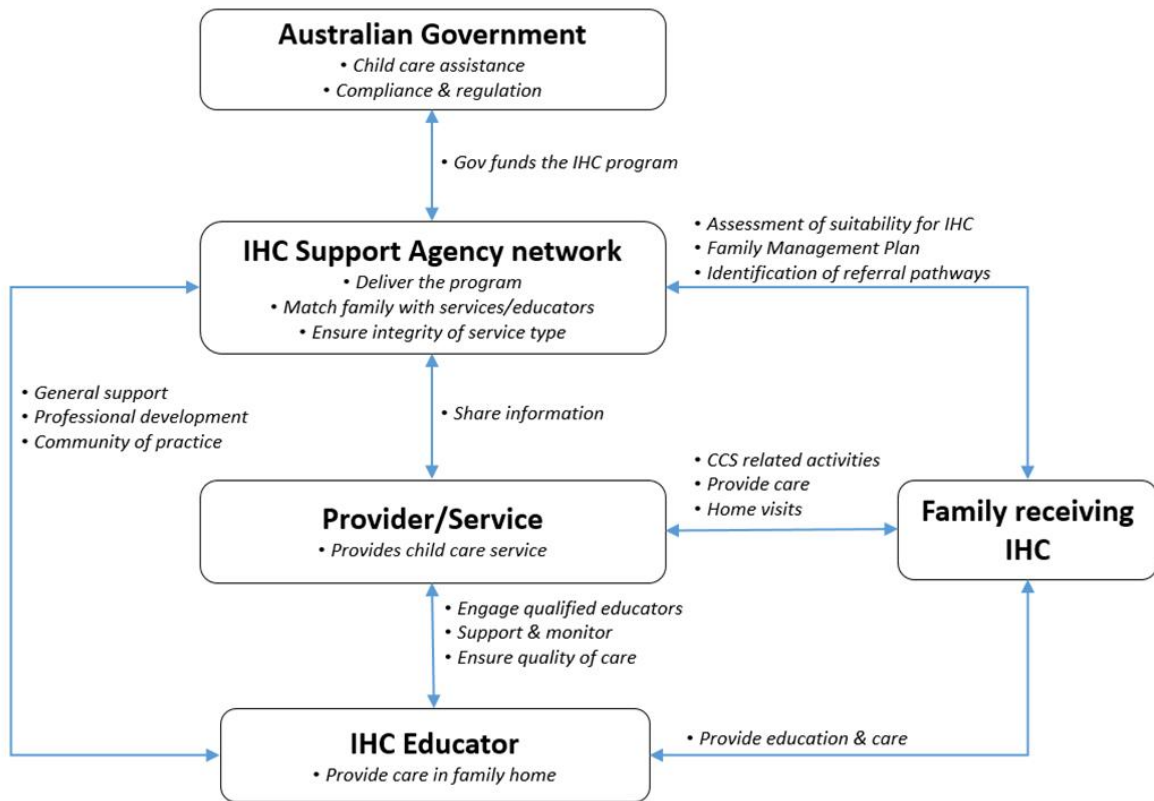 Australian Government
• Child care assistance
• Compliance & regulation
• Gov funds the IHC program
IHC Support Agency network
• Deliver the program
• Match family with services/educators
• Ensure integrity of service type
• Assessment of suitability for IHC
• Family Management Plan
• Identification of referral pathways
• General support
• Professional development
• Community of practice
• Share information
Provider/Service
• Provides child care service
• CCS related activities
• Provide care
• Home visits
Family receiving
IHC
• Engage qualified educators
• Support & monitor
• Ensure quality of care
IHC Educator
• Provide care in family home
• Provide education & care